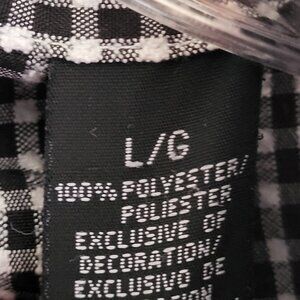 L/G
100% POLYESTER/
POLIESTER
EXCLUSIVE OF
DECORATION/
EXCLUSIVO DE